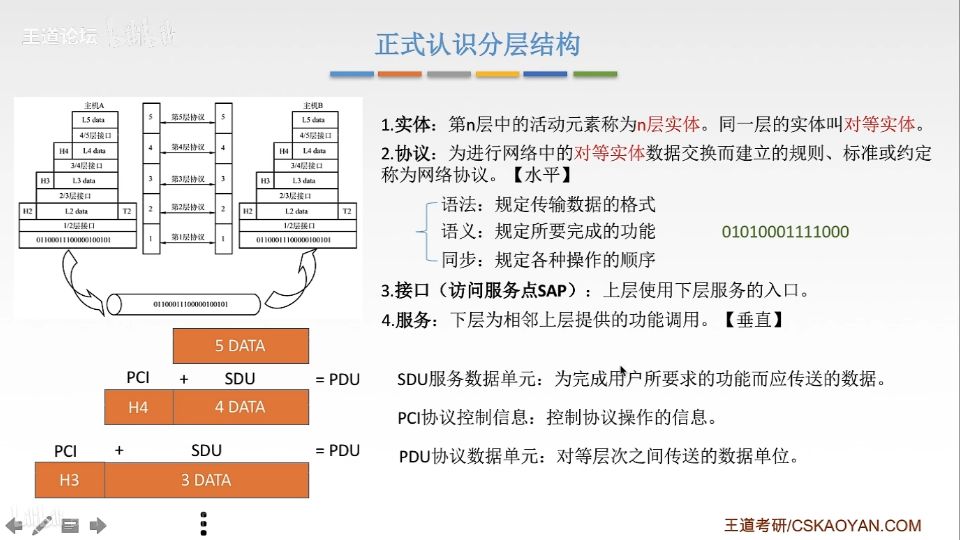 王道论坛 bilibili
正式认识分层结构
主机A
主机B
L5 data
5
第5层协议
5
L5 data
4/5层接口
4/5层接口
H4 L4 data
4
第4层协议
4
H4 L4 data
3/4层接口
3/4层接口
H3 L3 data
3
第3层协议
3
H3 L3 data
2/3层接口
2/3层接口
H2 L2 data T2
2
第2层协议
2
H2 L2 data T2
1/2层接口
1/2层接口
01100011100000100101
1
第1层协议
1
01100011100000100101
01100011100000100101
5 DATA
PCI + SDU = PDU
H4 4 DATA
PCI + SDU = PDU
H3 3 DATA
1.实体：第n层中的活动元素称为n层实体。同一层的实体叫对等实体。
2.协议：为进行网络中的对等实体数据交换而建立的规则、标准或约定
称为网络协议。【水平】
语法：规定传输数据的格式
语义：规定所要完成的功能 01010001111000
同步：规定各种操作的顺序
3.接口（访问服务点SAP）：上层使用下层服务的入口。
4.服务：下层为相邻上层提供的功能调用。【垂直】
SDU服务数据单元：为完成用户所要求的功能而应传送的数据。
PCI协议控制信息：控制协议操作的信息。
PDU协议数据单元：对等层次之间传送的数据单位。
王道考研/CSKAOYAN.COM